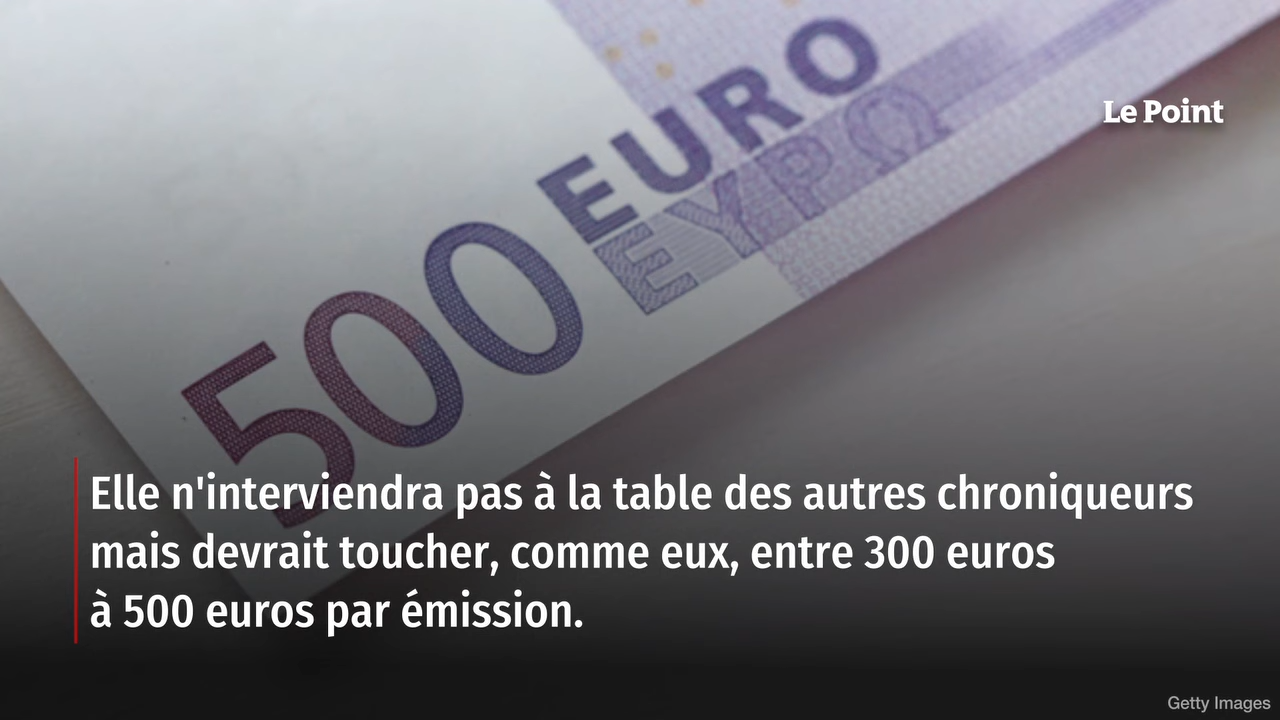 EURO
ΕΥΡΩ
500
Le Point
Elle n'interviendra pas à la table des autres chroniqueurs
mais devrait toucher, comme eux, entre 300 euros
à 500 euros par émission.
Getty Images